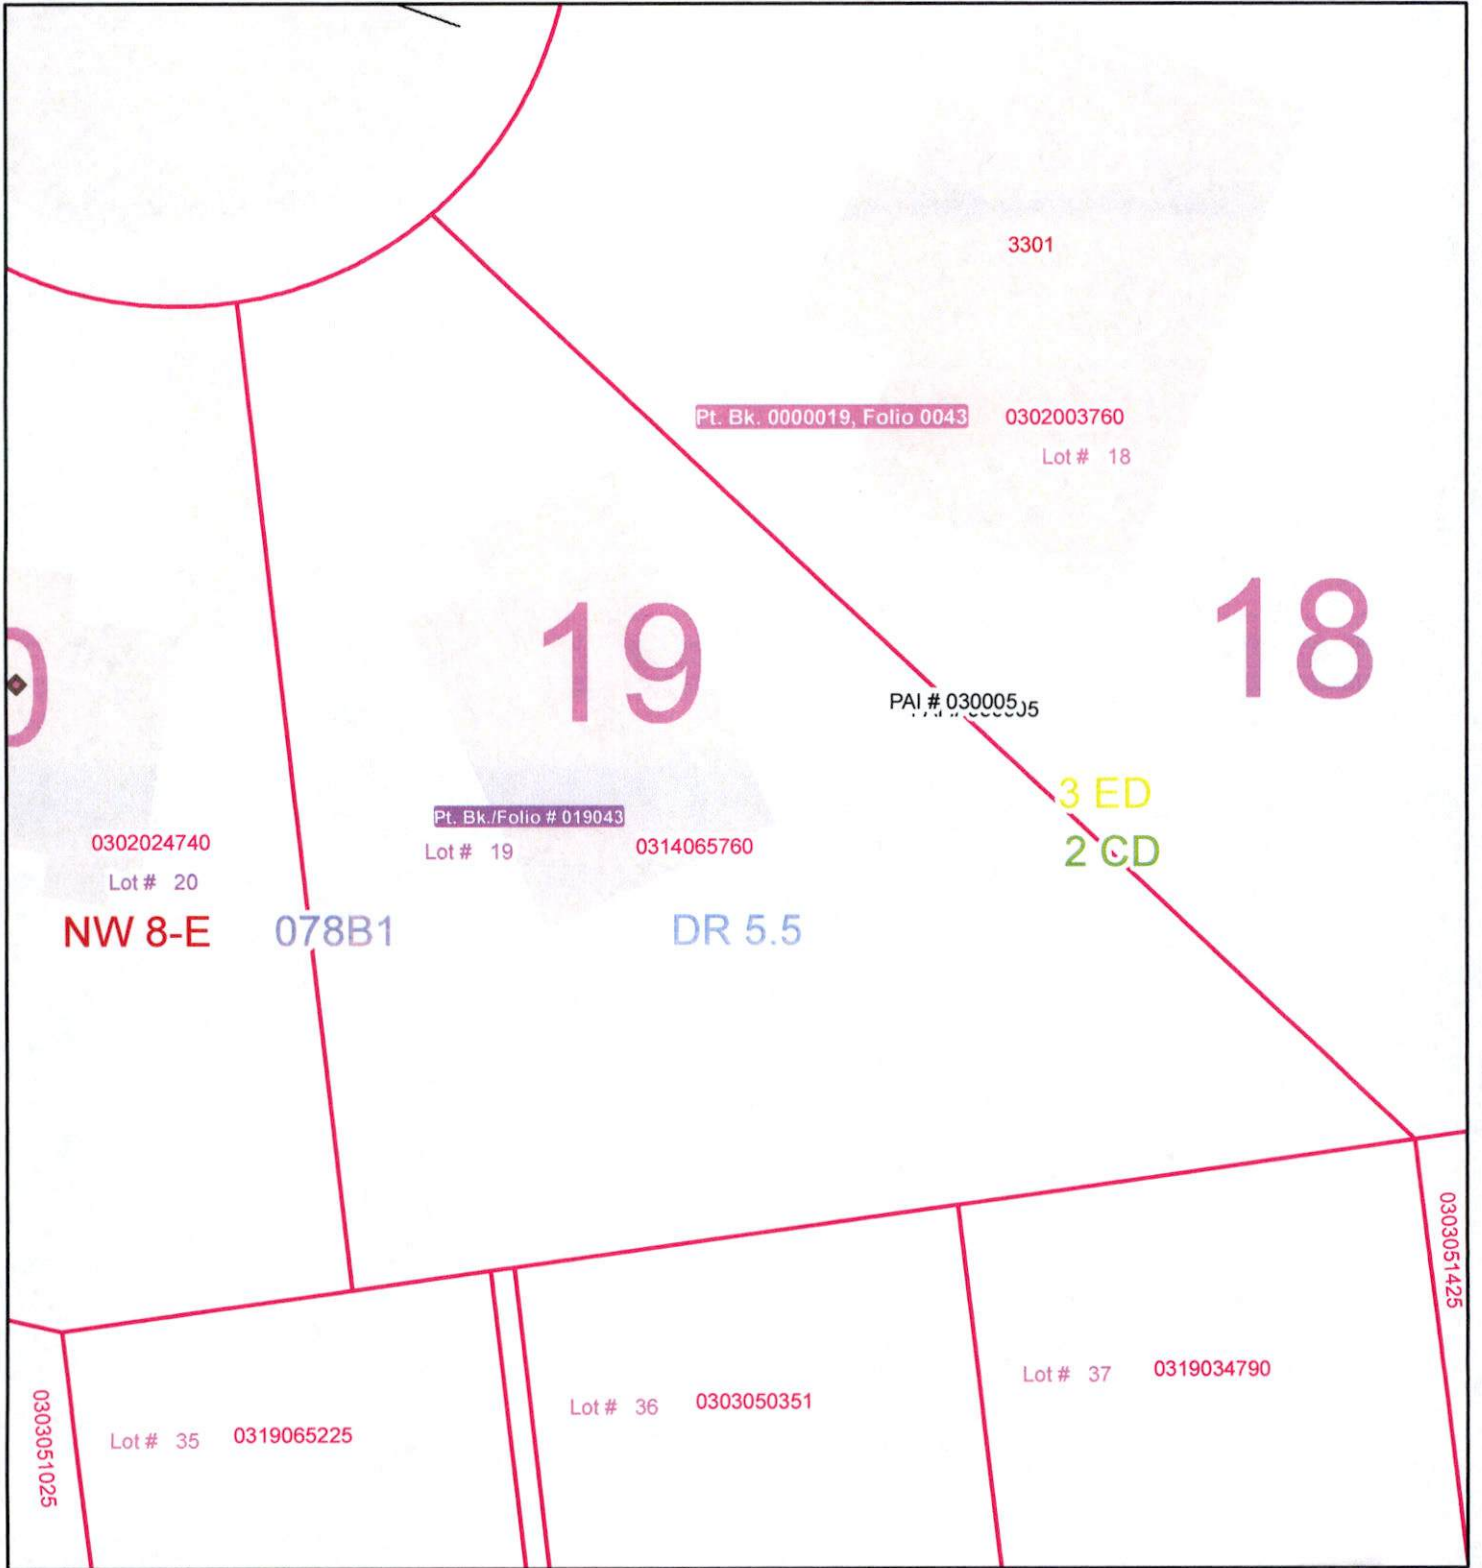 3301
Pt. Bk. 0000019, Folio 0043
0302003760
Lot # 18
19
18
PAI # 030005
3 ED
2 CD
Pt. Bk./Folio # 019043
Lot # 19
0314065760
0302024740
Lot # 20
NW 8-E
078B1
DR 5.5
0303051425
Lot # 37
0319034790
Lot # 36
0303050351
Lot # 35
0319065225
0303051025